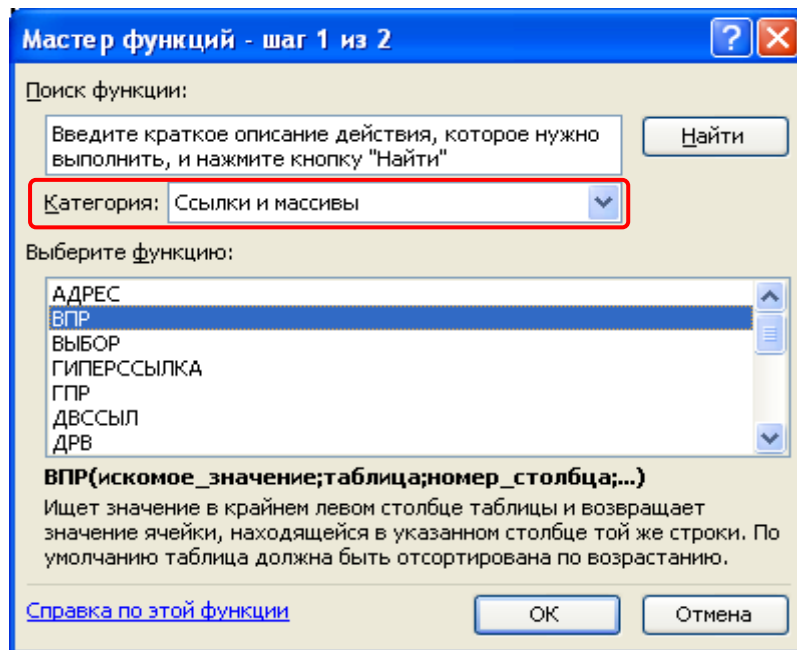 Мастер функций - шаг 1 из 2
Поиск функции:
Введите краткое описание действия, которое нужно
выполнить, и нажмите кнопку "Найти"
Найти
Категория: Ссылки и массивы
Выберите функцию:
АДРЕС
ВПР
ВЫБОР
ГИПЕРССЫЛКА
ГПР
ДВССЫЛ
ДРВ
ВПР(искомое_значение;таблица;номер_столбца;...)
Ищет значение в крайнем левом столбце таблицы и возвращает
значение ячейки, находящейся в указанном столбце той же строки. По
умолчанию таблица должна быть отсортирована по возрастанию.
Справка по этой функции
ОК
Отмена